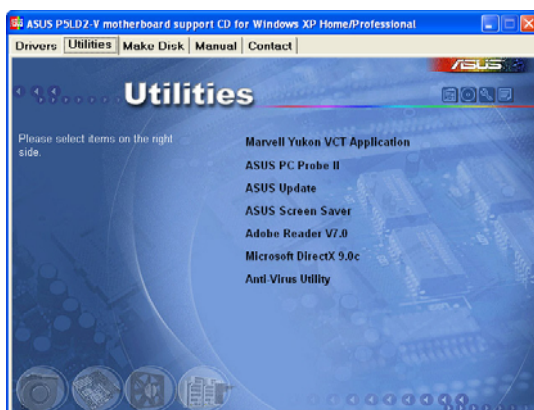 ASUS P5LD2-V motherboard support CD for Windows XP Home/Professional
Drivers Utilities Make Disk Manual Contact
ASUS
Utilities
Please select items on the right
side.
Marvell Yukon VCT Application
ASUS PC Probe II
ASUS Update
ASUS Screen Saver
Adobe Reader V7.0
Microsoft DirectX 9.0c
Anti-Virus Utility